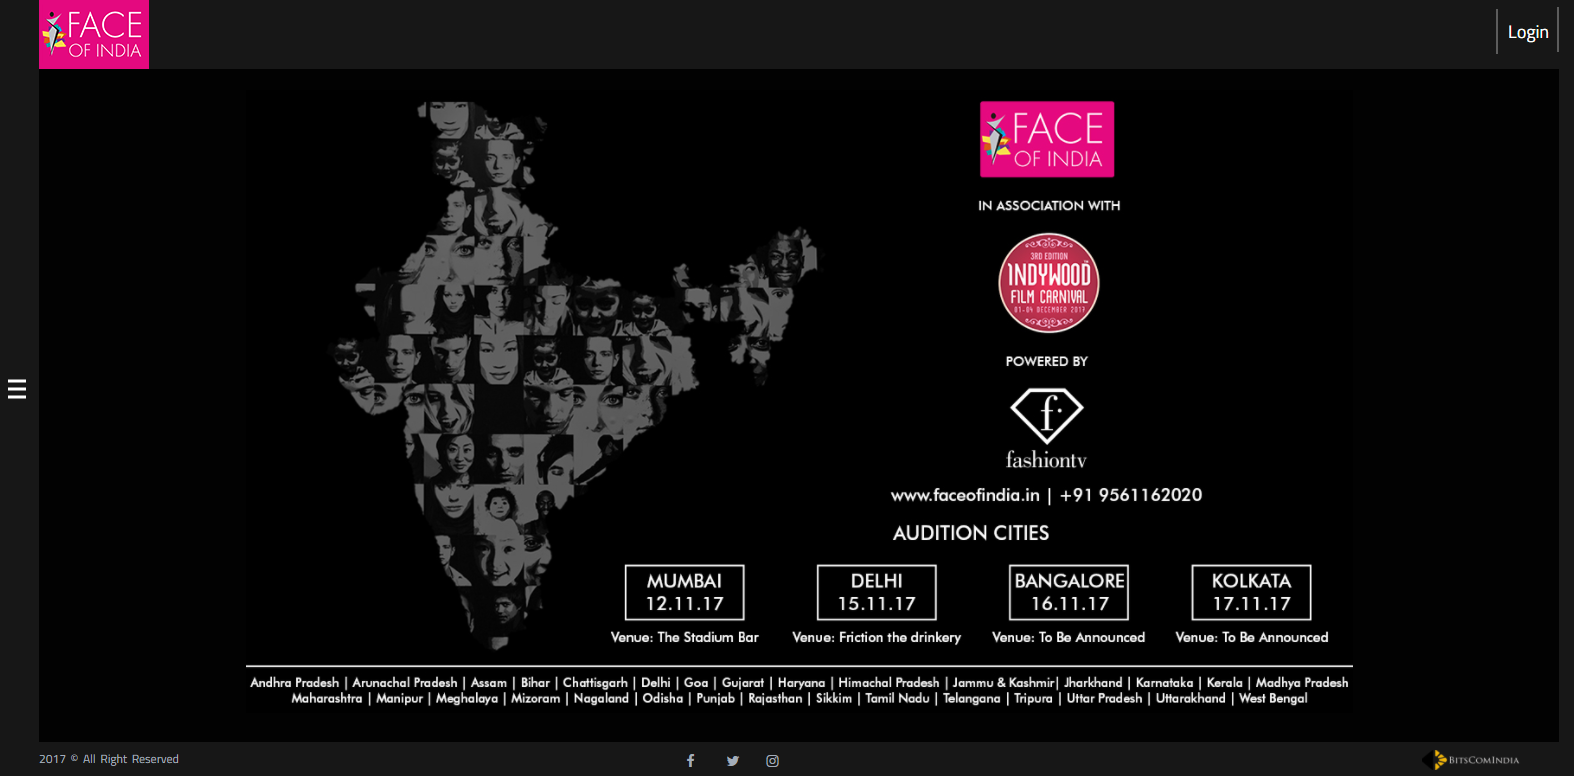 FACE
OF INDIA
Login
FACE
OF INDIA
IN ASSOCIATION WITH
3RD EDITION
INDYWOOD™
FILM CARNIVAL
01-04 DECEMBER 2017
POWERED BY
f.
fashiontv
www.faceofindia.in | +91 9561162020
AUDITION CITIES
MUMBAI
12.11.17
Venue: The Stadium Bar
DELHI
15.11.17
Venue: Friction the drinkery
BANGALORE
16.11.17
Venue: To Be Announced
KOLKATA
17.11.17
Venue: To Be Announced
Andhra Pradesh | Arunachal Pradesh | Assam | Bihar | Chattisgarh | Delhi | Goa | Gujarat | Haryana | Himachal Pradesh | Jammu & Kashmir| Jharkhand | Karnataka | Kerala | Madhya Pradesh
Maharashtra | Manipur | Meghalaya | Mizoram | Nagaland | Odisha | Punjab | Rajasthan | Sikkim | Tamil Nadu | Telangana | Tripura | Uttar Pradesh | Uttarakhand | West Bengal
2017 © All Right Reserved
BITSCOMINDIA